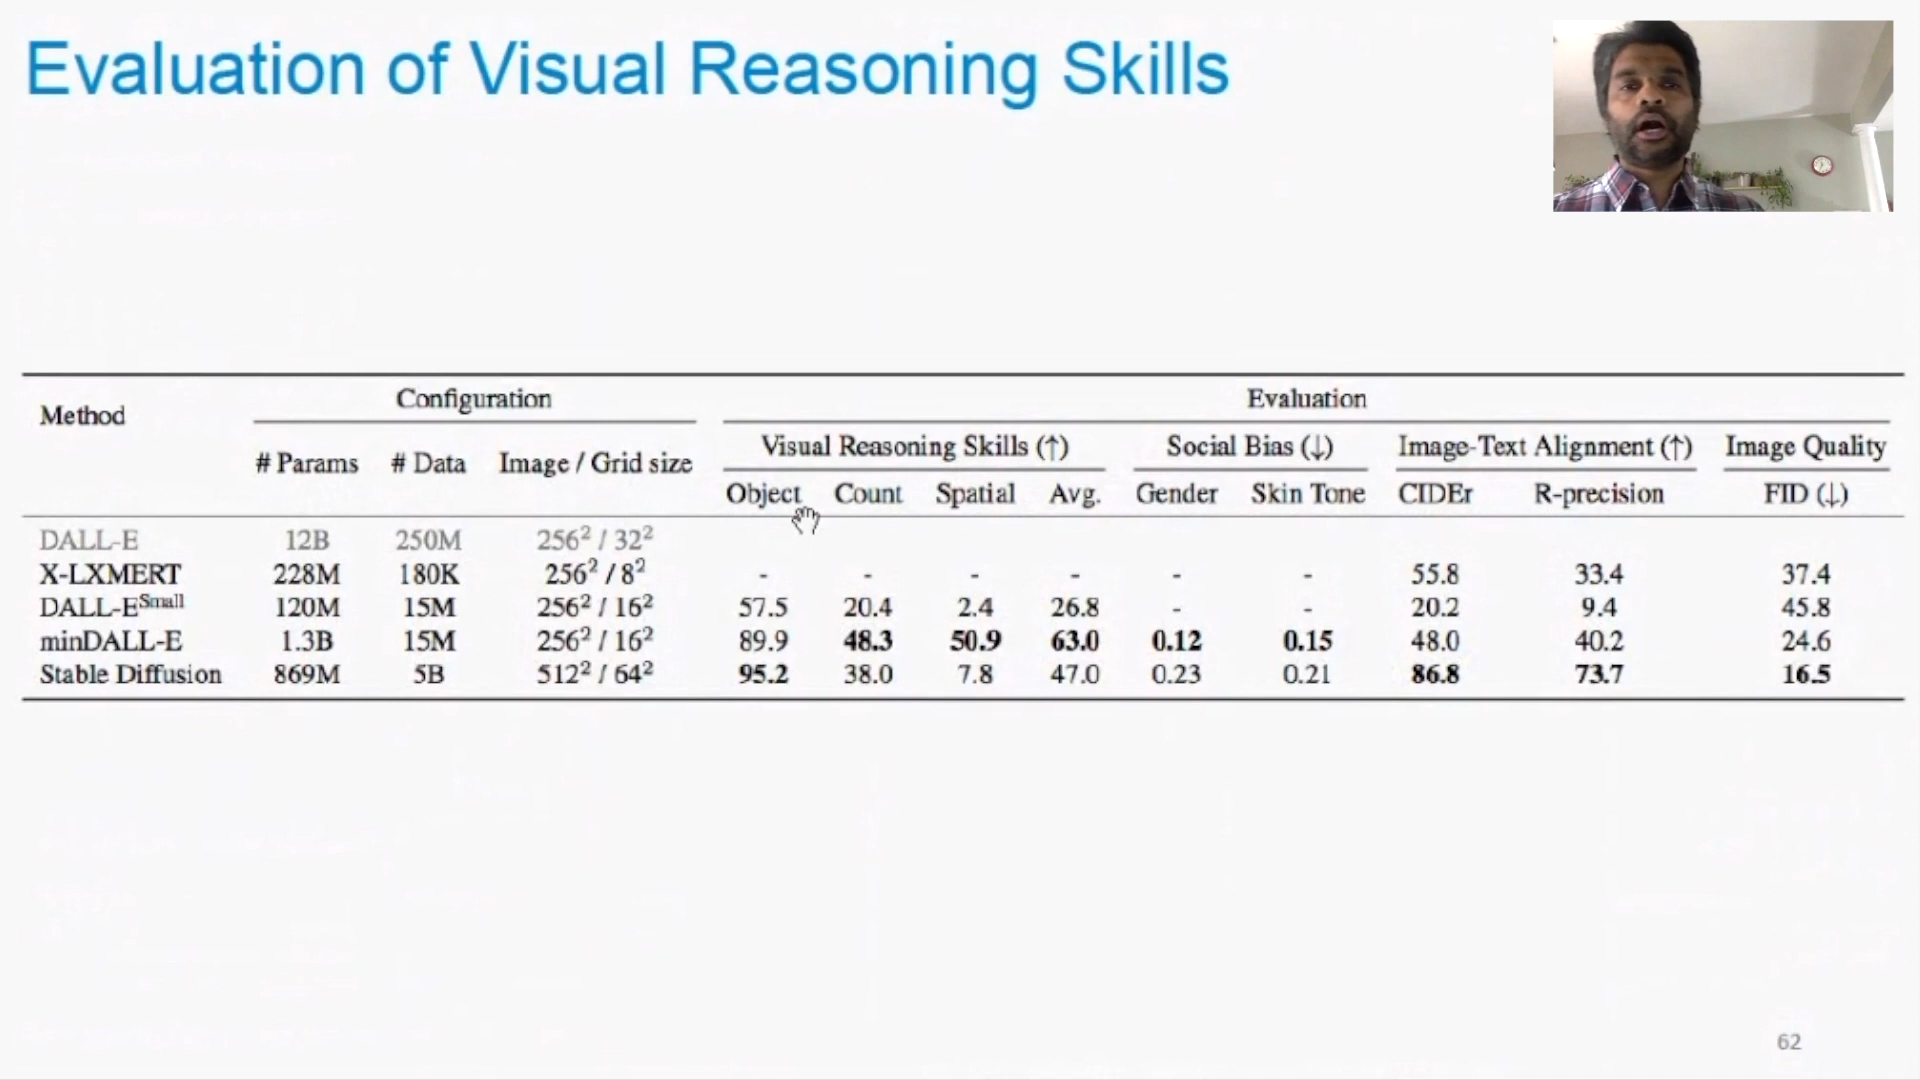 Evaluation of Visual Reasoning Skills
Method Configuration Evaluation
# Params # Data Image / Grid size Visual Reasoning Skills (↑) Social Bias (↓) Image-Text Alignment (↑) Image Quality
Object Count Spatial Avg. Gender Skin Tone CIDEr R-precision FID (↓)
DALL-E 12B 250M 256² / 32²
X-LXMERT 228M 180K 256² / 8² - - - - - - 55.8 33.4 37.4
DALL-E^Small 120M 15M 256² / 16² 57.5 20.4 2.4 26.8 - - 20.2 9.4 45.8
minDALL-E 1.3B 15M 256² / 16² 89.9 48.3 50.9 63.0 0.12 0.15 48.0 40.2 24.6
Stable Diffusion 869M 5B 512² / 64² 95.2 38.0 7.8 47.0 0.23 0.21 86.8 73.7 16.5
62